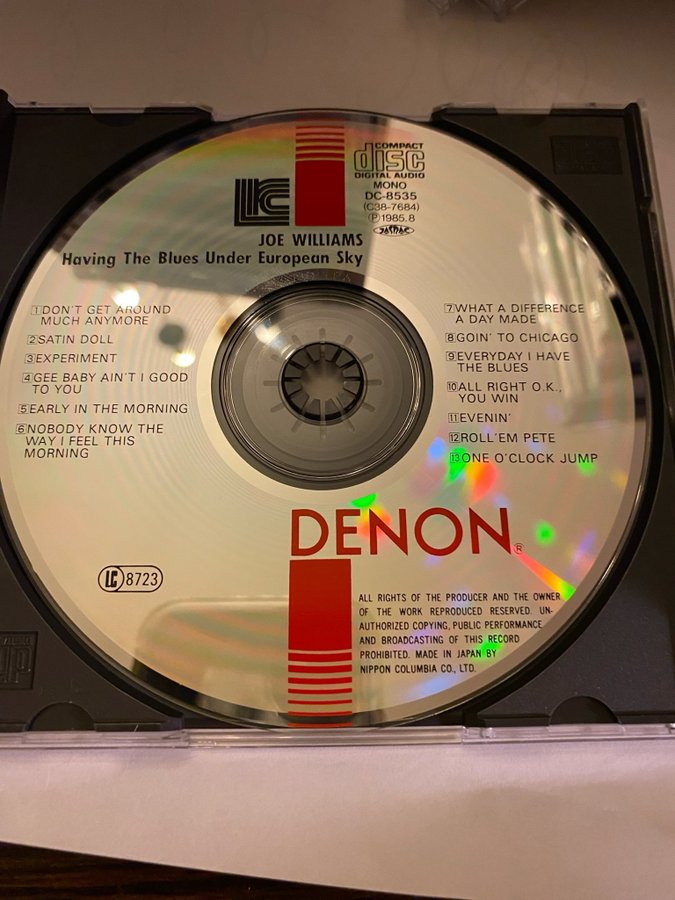 LRC
COMPACT
disc
DIGITAL AUDIO
MONO
DC-8535
(C38-7684)
Ⓟ1985.8
JASRAC
JOE WILLIAMS
Having The Blues Under European Sky
1 DON'T GET AROUND
MUCH ANYMORE
2 SATIN DOLL
3 EXPERIMENT
4 GEE BABY AIN'T I GOOD
TO YOU
5 EARLY IN THE MORNING
6 NOBODY KNOW THE
WAY I FEEL THIS
MORNING
7 WHAT A DIFFERENCE
A DAY MADE
8 GOIN' TO CHICAGO
9 EVERYDAY I HAVE
THE BLUES
10 ALL RIGHT O.K.,
YOU WIN
11 EVENIN'
12 ROLL'EM PETE
13 ONE O'CLOCK JUMP
DENON®
LC 8723
ALL RIGHTS OF THE PRODUCER AND THE OWNER
OF THE WORK REPRODUCED RESERVED. UN-
AUTHORIZED COPYING, PUBLIC PERFORMANCE
AND BROADCASTING OF THIS RECORD
PROHIBITED. MADE IN JAPAN BY
NIPPON COLUMBIA CO., LTD.